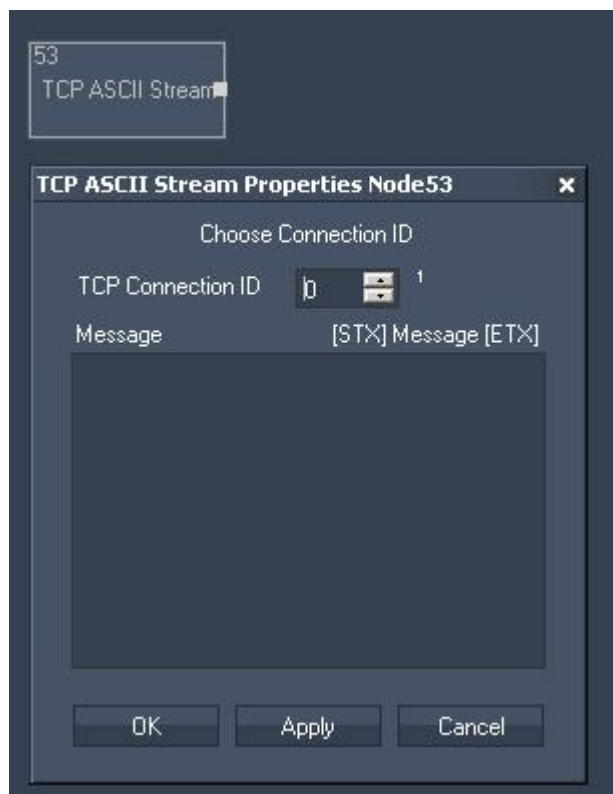 53
TCP ASCII Stream
TCP ASCII Stream Properties Node53 x
Choose Connection ID
TCP Connection ID 0 1
Message [STX] Message [ETX]
OK Apply Cancel